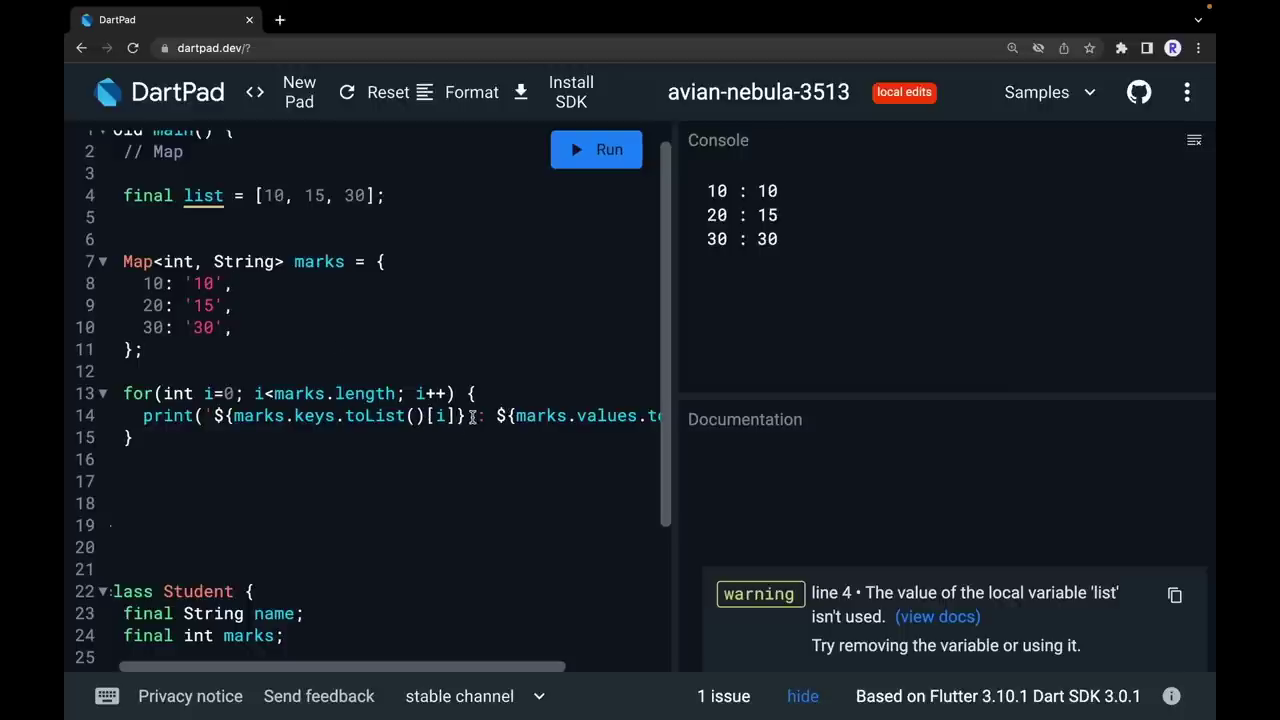 DartPad
dartpad.dev/?
R
DartPad
<> New Pad
Reset
Format
Install SDK
avian-nebula-3513
local edits
Samples
Run
2 // Map
3
4 final list = [10, 15, 30];
5
6
7 Map<int, String> marks = {
8 10: '10',
9 20: '15',
10 30: '30',
11 };
12
13 for(int i=0; i<marks.length; i++) {
14 print('${marks.keys.toList()[i]} : ${marks.values.to
15 }
16
17
18
19
20
21
22 lass Student {
23 final String name;
24 final int marks;
25
Console
10 : 10
20 : 15
30 : 30
Documentation
warning line 4 • The value of the local variable 'list'
isn't used. (view docs)
Try removing the variable or using it.
Privacy notice
Send feedback
stable channel
1 issue
hide
Based on Flutter 3.10.1 Dart SDK 3.0.1